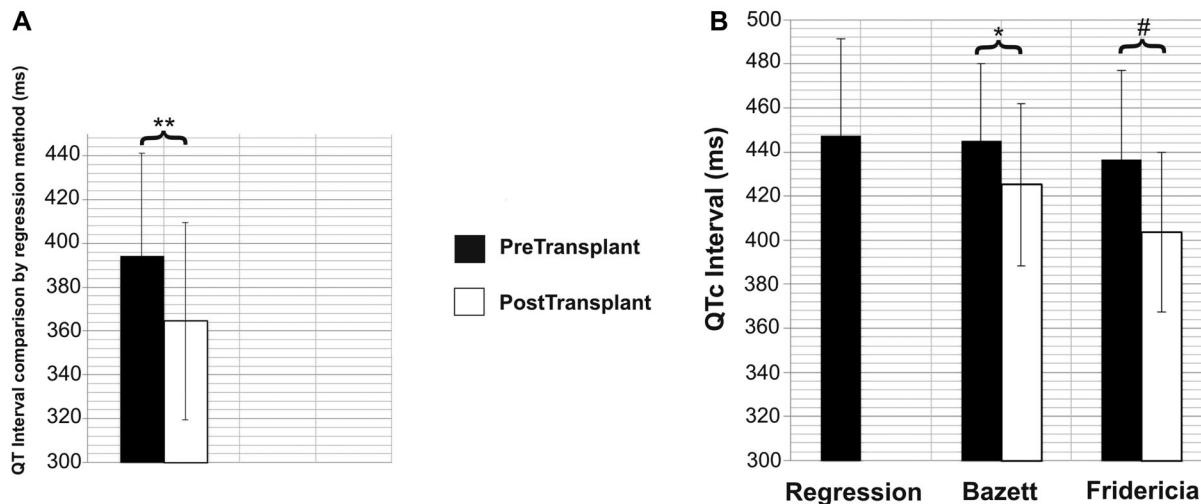 A
QT Interval comparison by regression method (ms)
**
440
420
400
380
360
340
320
300
PreTransplant
PostTransplant
B
QTc Interval (ms)
500
480
460
440
420
400
380
360
340
320
300
*
#
Regression
Bazett
Fridericia